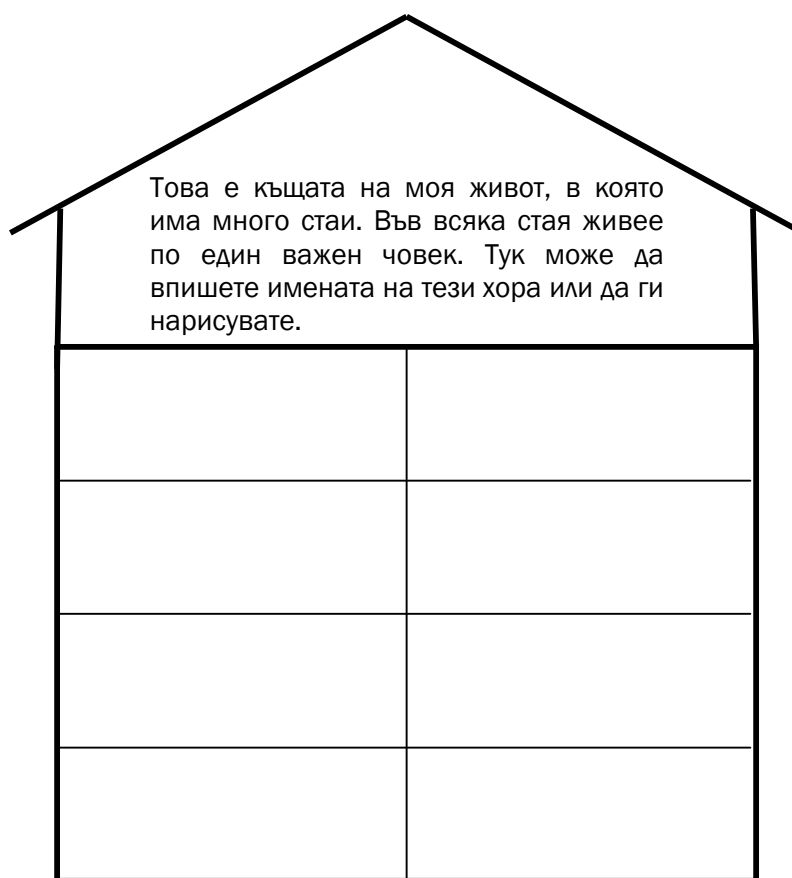 Това е къщата на моя живот, в която
има много стаи. Във всяка стая живее
по един важен човек. Тук може да
впишете имената на тези хора или да ги
нарисувате.